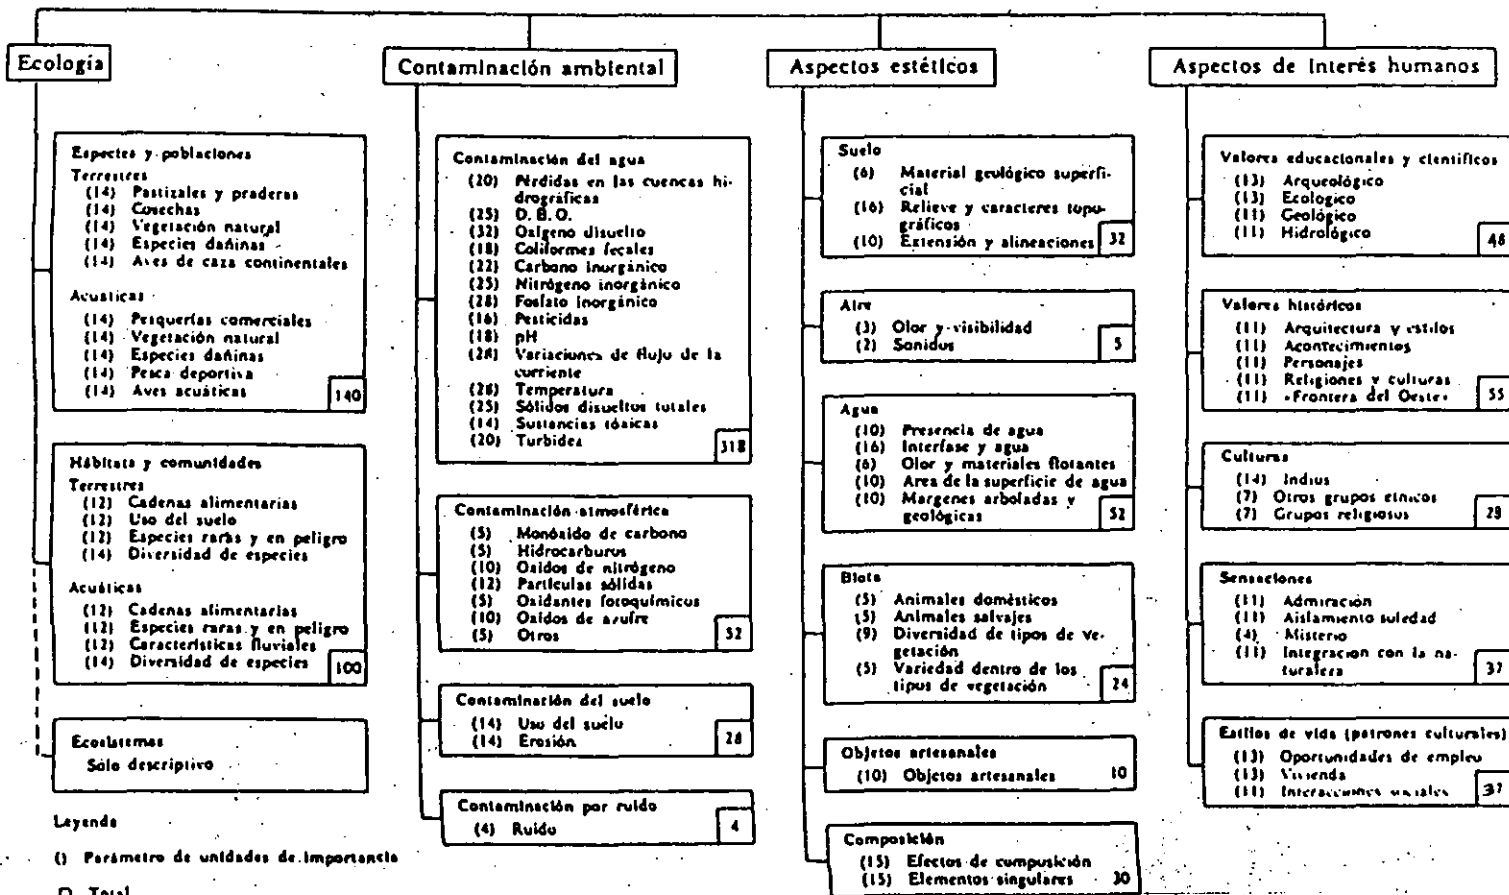 Ecología
Contaminación ambiental
Aspectos estéticos
Aspectos de Interés humanos
Especies y poblaciones
Terrestres
(14) Pastizales y praderas
(14) Cosechas
(14) Vegetación natural
(14) Especies dañinas
(14) Aves de caza continentales
Acuáticas
(14) Pesquerías comerciales
(14) Vegetación natural
(14) Especies dañinas
(14) Pesca deportiva
(14) Aves acuáticas
140
Hábitats y comunidades
Terrestres
(12) Cadenas alimentarias
(12) Uso del suelo
(12) Especies raras y en peligro
(14) Diversidad de especies
Acuáticas
(12) Cadenas alimentarias
(12) Especies raras y en peligro
(12) Características fluviales
(14) Diversidad de especies
100
Ecosistemas
Sólo descriptivo
Leyenda
() Parámetro de unidades de importancia
□ Total
Contaminación del agua
(20) Pérdidas en las cuencas hi-
drográficas
(25) D.B.O.
(32) Oxígeno disuelto
(18) Coliformes fecales
(22) Carbono inorgánico
(25) Nitrógeno inorgánico
(28) Fosfato inorgánico
(16) Pesticidas
(18) pH
(28) Variaciones de flujo de la
corriente
(28) Temperatura
(25) Sólidos disueltos totales
(14) Sustancias tóxicas
(20) Turbidez
318
Contaminación atmosférica
(5) Monóxido de carbono
(5) Hidrocarburos
(10) Oxidos de nitrógeno
(12) Partículas sólidas
(5) Oxidantes fotoquímicos
(10) Oxidos de azufre
(5) Otros
52
Contaminación del suelo
(14) Uso del suelo
(14) Erosión
28
Contaminación por ruido
(4) Ruido
4
Suelo
(6) Material geológico superfi-
cial
(16) Relieve y caracteres topo-
gráficos
(10) Extensión y alineaciones
32
Aire
(3) Olor y visibilidad
(2) Sonidos
5
Agua
(10) Presencia de agua
(16) Interfase y agua
(6) Olor y materiales flotantes
(10) Area de la superficie de agua
(10) Margenes arboladas y
geológicas
52
Biota
(5) Animales domésticos
(5) Animales salvajes
(9) Diversidad de tipos de ve-
getación
(5) Variedad dentro de los
tipos de vegetación
24
Objetos artesanales
(10) Objetos artesanales
10
Composición
(15) Efectos de composición
(15) Elementos singulares
30
Valores educacionales y científicos
(13) Arqueológico
(13) Ecologico
(11) Geológico
(11) Hidrológico
48
Valores históricos
(11) Arquitectura y estilos
(11) Acontecimientos
(11) Personajes
(11) Religiones y culturas
(11) «Frontera del Oeste»
55
Culturas
(14) Indios
(7) Otros grupos etnicos
(7) Grupos religiosos
28
Sensaciones
(11) Admiración
(11) Aislamiento soledad
(4) Misterio
(11) Integracion con la na-
turaleza
37
Estilos de vida (patrones culturales)
(13) Oportunidades de empleo
(13) Vivienda
(11) Interacciones sociales
37